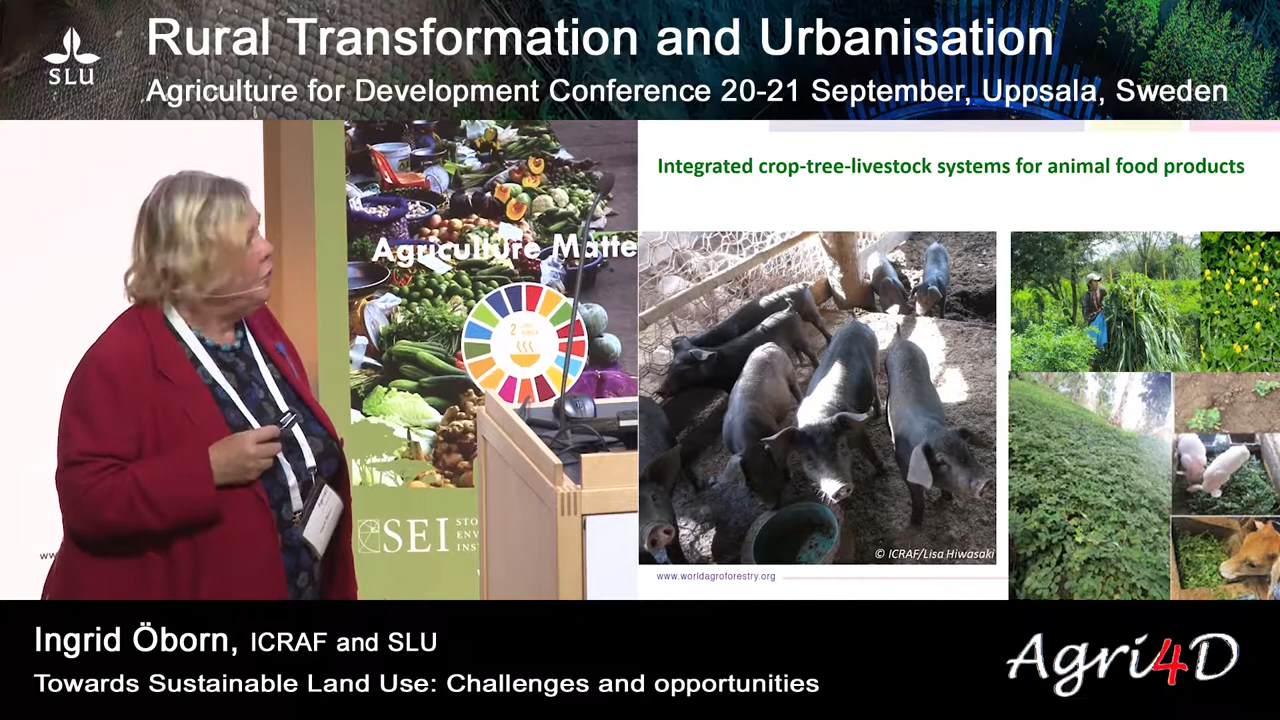 SLU
Rural Transformation and Urbanisation
Agriculture for Development Conference 20-21 September, Uppsala, Sweden
Agriculture Matte
2
SEI
STO
ENV
INST
Integrated crop-tree-livestock systems for animal food products
© ICRAF/Lisa Hiwasaki
www.worldagroforestry.org
Ingrid Öborn, ICRAF and SLU
Towards Sustainable Land Use: Challenges and opportunities
Agri4D